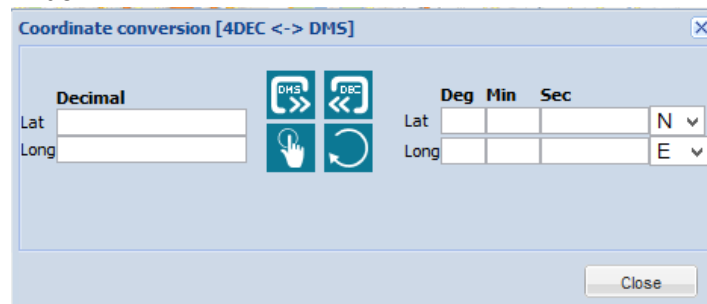 Coordinate conversion [4DEC <-> DMS]
Decimal
Lat
Long
DMS
DEC
Deg Min Sec
Lat N
Long E
Close